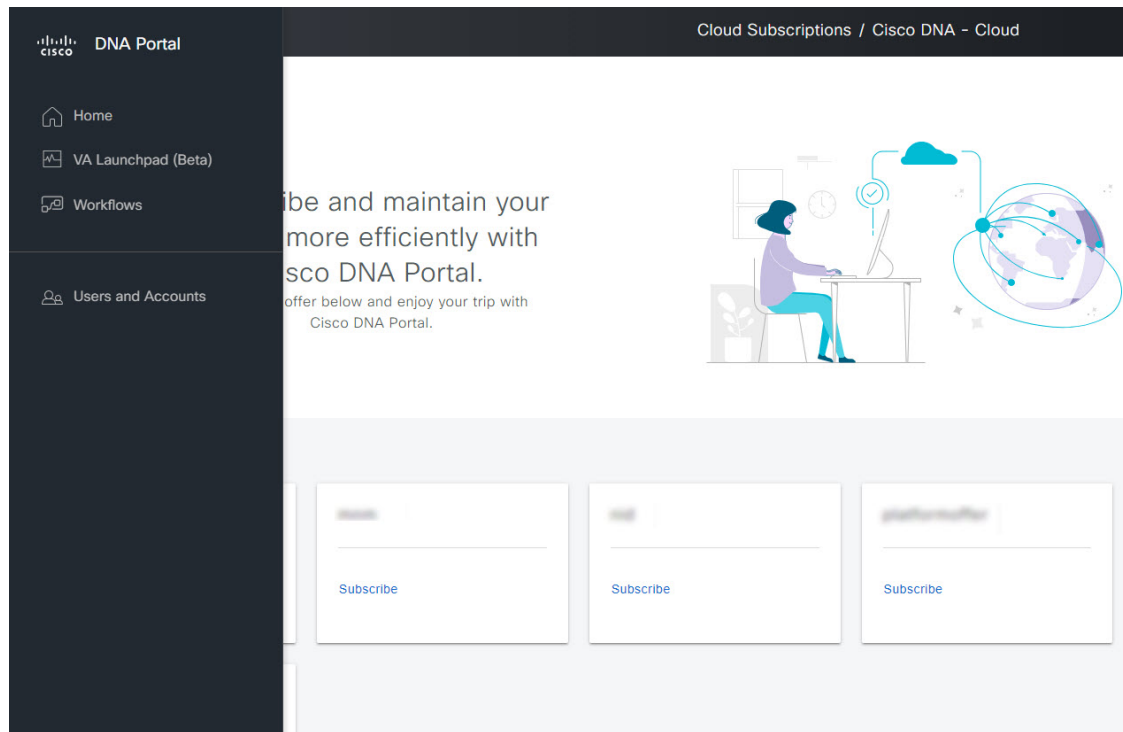 cisco DNA Portal
Cloud Subscriptions / Cisco DNA - Cloud
Home
VA Launchpad (Beta)
Workflows
Users and Accounts
ibe and maintain your
more efficiently with
sco DNA Portal.
offer below and enjoy your trip with
Cisco DNA Portal.
Subscribe
Subscribe
Subscribe